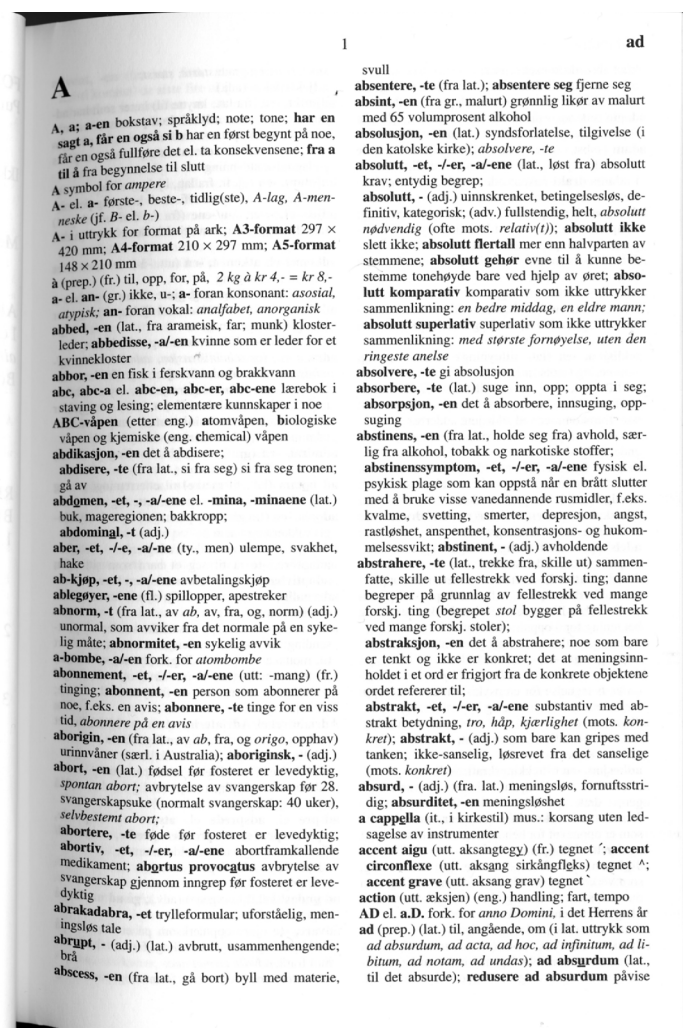 1
ad
A
A, a; a-en bokstav; språklyd; note; tone; har en
sagt a, får en også si b har en først begynt på noe,
får en også fullføre det el. ta konsekvensene; fra a
til å fra begynnelse til slutt
A symbol for ampere
A- el. a- første-, beste-, tidlig(ste), A-lag, A-men-
neske (jf. B- el. b-)
A- i uttrykk for format på ark; A3-format 297 ×
420 mm; A4-format 210 × 297 mm; A5-format
148 × 210 mm
à (prep.) (fr.) til, opp, for, på, 2 kg à kr 4,- = kr 8,-
a- el. an- (gr.) ikke, u-; a- foran konsonant: asosial,
atypisk; an- foran vokal: analfabet, anorganisk
abbed, -en (lat., fra arameisk, far; munk) kloster-
leder; abbedisse, -a/-en kvinne som er leder for et
kvinnekloster
abbor, -en en fisk i ferskvann og brakkvann
abc, abc-a el. abc-en, abc-er, abc-ene lærebok i
staving og lesing; elementære kunnskaper i noe
ABC-våpen (etter eng.) atomvåpen, biologiske
våpen og kjemiske (eng. chemical) våpen
abdikasjon, -en det å abdisere;
abdisere, -te (fra lat., si fra seg) si fra seg tronen;
gå av
abdomen, -et, -, -a/-ene el. -mina, -minaene (lat.)
buk, mageregionen; bakkropp;
abdominal, -t (adj.)
aber, -et, -/-e, -a/-ne (ty., men) ulempe, svakhet,
hake
ab-kjøp, -et, -, -a/-ene avbetalingskjøp
ablegøyer, -ene (fl.) spillopper, apestreker
abnorm, -t (fra lat., av ab, av, fra, og, norm) (adj.)
unormal, som avviker fra det normale på en syke-
lig måte; abnormitet, -en sykelig avvik
a-bombe, -a/-en fork. for atombombe
abonnement, -et, -/-er, -a/-ene (utt: -mang) (fr.)
tinging; abonnent, -en person som abonnerer på
noe, f.eks. en avis; abonnere, -te tinge for en viss
tid, abonnere på en avis
aborigin, -en (fra lat., av ab, fra, og origo, opphav)
urinnvåner (særl. i Australia); aboriginsk, - (adj.)
abort, -en (lat.) fødsel før fosteret er levedyktig,
spontan abort; avbrytelse av svangerskap før 28.
svangerskapsuke (normalt svangerskap: 40 uker),
selvbestemt abort;
abortere, -te føde før fosteret er levedyktig;
abortiv, -et, -/-er, -a/-ene abortframkallende
medikament; abortus provocatus avbrytelse av
svangerskap gjennom inngrep før fosteret er leve-
dyktig
abrakadabra, -et trylleformular; uforståelig, men-
ingsløs tale
abrupt, - (adj.) (lat.) avbrutt, usammenhengende;
brå
abscess, -en (fra lat., gå bort) byll med materie,
svull
absentere, -te (fra lat.); absentere seg fjerne seg
absint, -en (fra gr., malurt) grønnlig likør av malurt
med 65 volumprosent alkohol
absolusjon, -en (lat.) syndsforlatelse, tilgivelse (i
den katolske kirke); absolvere, -te
absolutt, -et, -/-er, -a/-ene (lat., løst fra) absolutt
krav; entydig begrep;
absolutt, - (adj.) uinnskrenket, betingelsesløs, de-
finitiv, kategorisk; (adv.) fullstendig, helt, absolutt
nødvendig (ofte mots. relativ(t)); absolutt ikke
slett ikke; absolutt flertall mer enn halvparten av
stemmene; absolutt gehør evne til å kunne be-
stemme tonehøyde bare ved hjelp av øret; abso-
lutt komparativ komparativ som ikke uttrykker
sammenlikning: en bedre middag, en eldre mann;
absolutt superlativ superlativ som ikke uttrykker
sammenlikning: med største fornøyelse, uten den
ringeste anelse
absolvere, -te gi absolusjon
absorbere, -te (lat.) suge inn, opp; oppta i seg;
absorpsjon, -en det å absorbere, innsuging, opp-
suging
abstinens, -en (fra lat., holde seg fra) avhold, sær-
lig fra alkohol, tobakk og narkotiske stoffer;
abstinenssymptom, -et, -/-er, -a/-ene fysisk el.
psykisk plage som kan oppstå når en brått slutter
med å bruke visse vanedannende rusmidler, f.eks.
kvalme, svetting, smerter, depresjon, angst,
rastløshet, anspenthet, konsentrasjons- og hukom-
melsessvikt; abstinent, - (adj.) avholdende
abstrahere, -te (lat., trekke fra, skille ut) sammen-
fatte, skille ut fellestrekk ved forskj. ting; danne
begreper på grunnlag av fellestrekk ved mange
forskj. ting (begrepet stol bygger på fellestrekk
ved mange forskj. stoler);
abstraksjon, -en det å abstrahere; noe som bare
er tenkt og ikke er konkret; det at meningsinn-
holdet i et ord er frigjort fra de konkrete objektene
ordet refererer til;
abstrakt, -et, -/-er, -a/-ene substantiv med ab-
strakt betydning, tro, håp, kjærlighet (mots. kon-
kret); abstrakt, - (adj.) som bare kan gripes med
tanken; ikke-sanselig, løsrevet fra det sanselige
(mots. konkret)
absurd, - (adj.) (fra. lat.) meningsløs, fornuftsstri-
dig; absurditet, -en meningsløshet
a cappella (it., i kirkestil) mus.: korsang uten led-
sagelse av instrumenter
accent aigu (utt. aksangtegy) (fr.) tegnet ´; accent
circonflexe (utt. aksang sirkångfleks) tegnet ^;
accent grave (utt. aksang grav) tegnet `
action (utt. æksjen) (eng.) handling; fart, tempo
AD el. a.D. fork. for anno Domini, i det Herrens år
ad (prep.) (lat.) til, angående, om (i lat. uttrykk som
ad absurdum, ad acta, ad hoc, ad infinitum, ad li-
bitum, ad notam, ad undas); ad absurdum (lat.,
til det absurde); redusere ad absurdum påvise